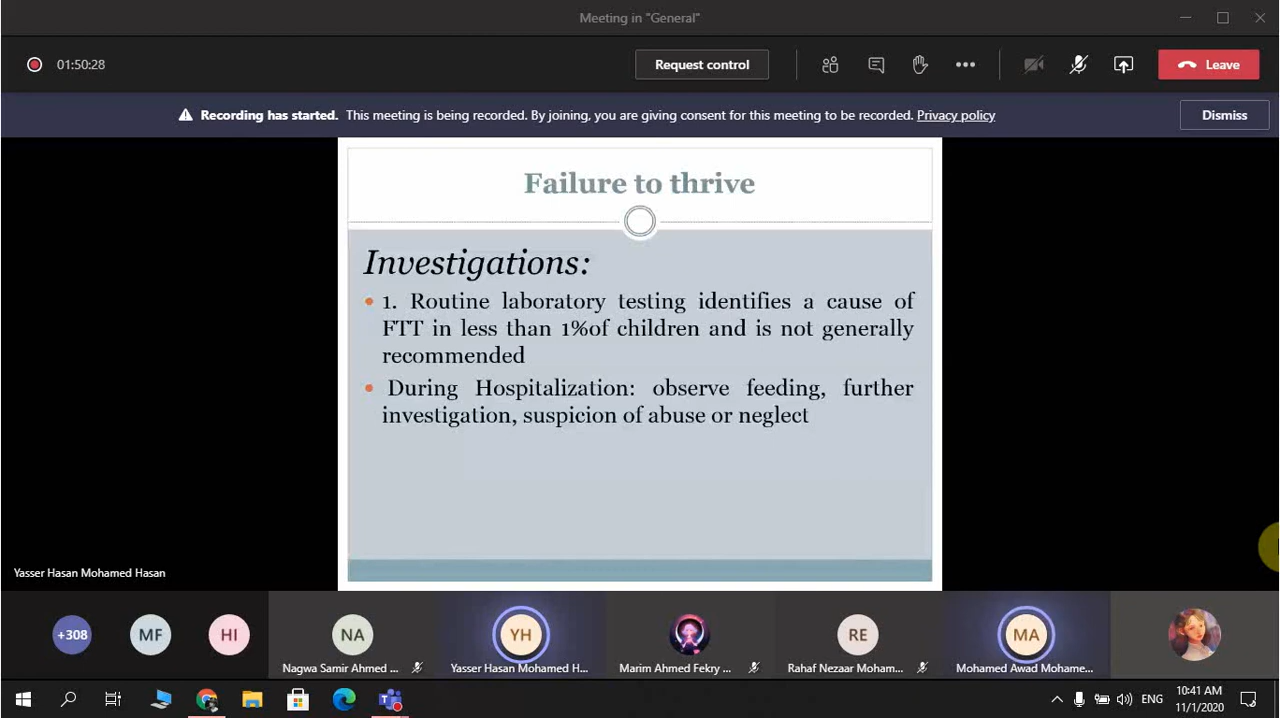 Meeting in "General"
01:50:28
Request control
Leave
Recording has started. This meeting is being recorded. By joining, you are giving consent for this meeting to be recorded. Privacy policy
Dismiss
Failure to thrive
Investigations:
1. Routine laboratory testing identifies a cause of
FTT in less than 1%of children and is not generally
recommended
During Hospitalization: observe feeding, further
investigation, suspicion of abuse or neglect
Yasser Hasan Mohamed Hasan
+308
MF
HI
NA
YH
RE
MA
Nagwa Samir Ahmed ...
Yasser Hasan Mohamed H...
Marim Ahmed Fekry ...
Rahaf Nezaar Moham...
Mohamed Awad Mohame...
ENG
10:41 AM
11/1/2020